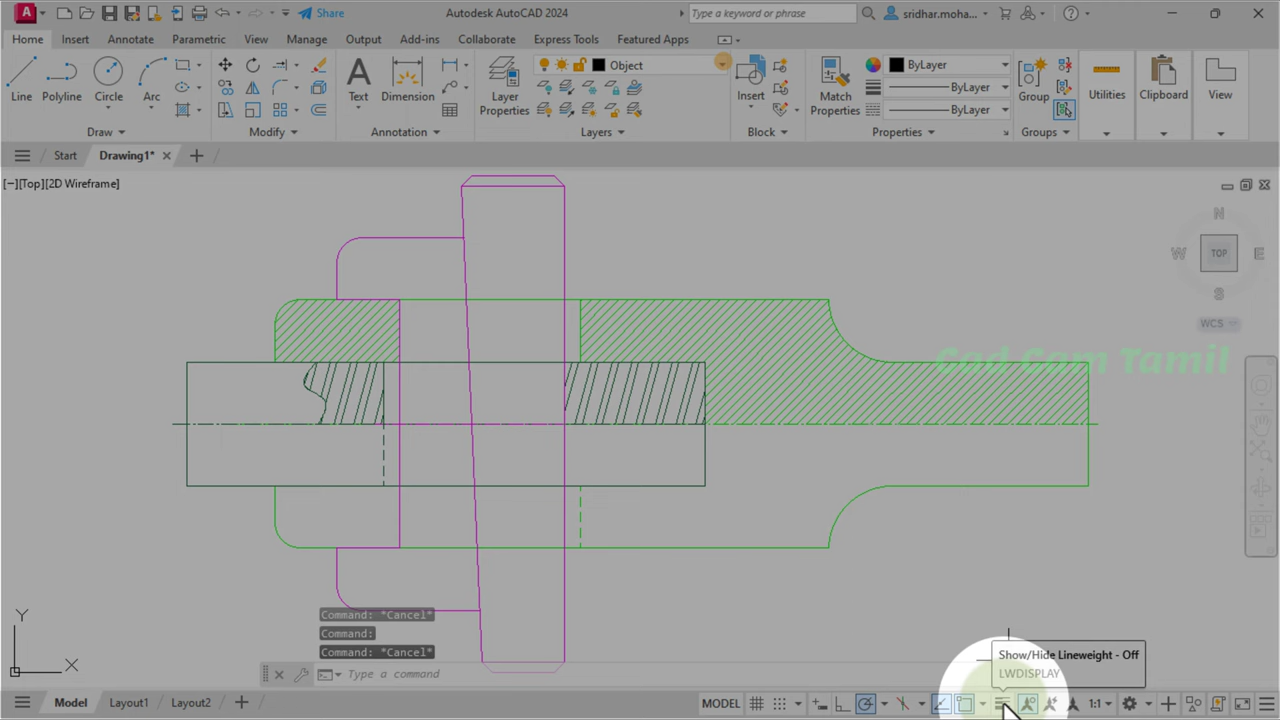 A Share Autodesk AutoCAD 2024 Type a keyword or phrase sridhar.moha...
Home Insert Annotate Parametric View Manage Output Add-ins Collaborate Express Tools Featured Apps
Object
ByLayer
ByLayer
ByLayer
Line Polyline Circle Arc Text Dimension Layer Properties Insert Match Properties Group Utilities Clipboard View
Draw Modify Annotation Layers Block Properties Groups
Start Drawing1*
[−][Top][2D Wireframe]
N
W TOP E
S
WCS
Cad Cam Tamil
Y
X
Command: *Cancel*
Command:
Command: *Cancel*
Type a command
Show/Hide Lineweight - Off
LWDISPLAY
Model Layout1 Layout2 MODEL 1:1